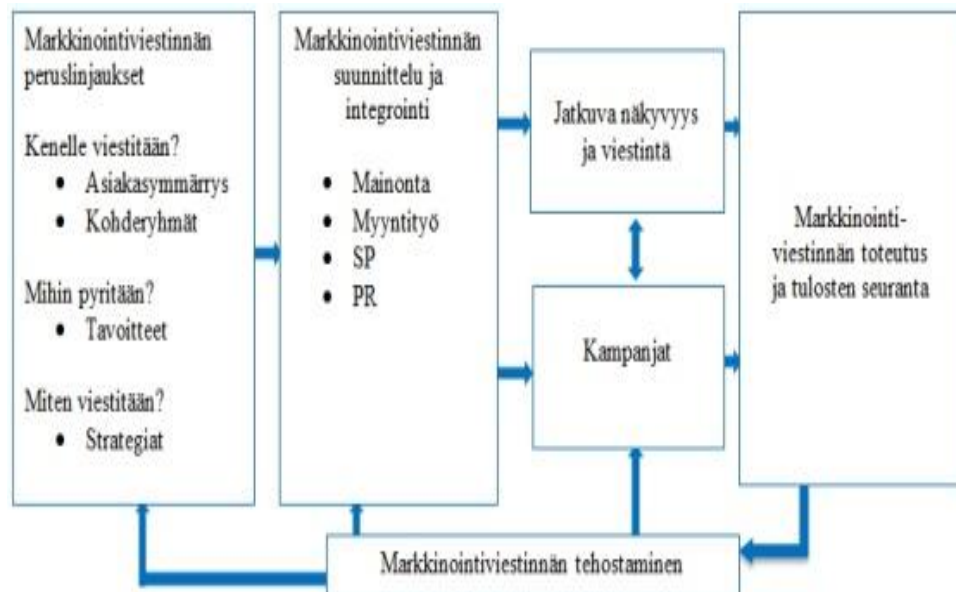 Markkinointiviestinnän
peruslinjaukset
Kenelle viestitään?
• Asiakasymmärrys
• Kohderyhmät
Mihin pyritään?
• Tavoitteet
Miten viestitään?
• Strategiat
Markkinointiviestinnän
suunnittelu ja
integrointi
• Mainonta
• Myyntityö
• SP
• PR
Jatkuva näkyvyys
ja viestintä
Kampanjat
Markkinointi-
viestinnän toteutus
ja tulosten seuranta
Markkinointiviestinnän tehostaminen